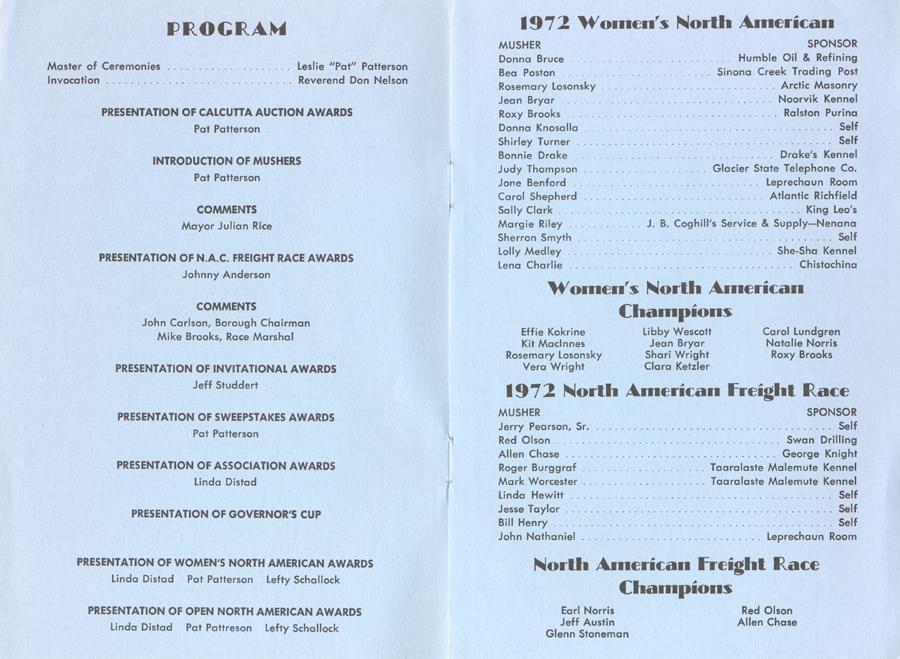 PROGRAM
Master of Ceremonies . . . . . . . . . . . . . . . . . Leslie "Pat" Patterson
Invocation . . . . . . . . . . . . . . . . . . . . . . Reverend Don Nelson
PRESENTATION OF CALCUTTA AUCTION AWARDS
Pat Patterson
INTRODUCTION OF MUSHERS
Pat Patterson
COMMENTS
Mayor Julian Rice
PRESENTATION OF N.A.C. FREIGHT RACE AWARDS
Johnny Anderson
COMMENTS
John Carlson, Borough Chairman
Mike Brooks, Race Marshal
PRESENTATION OF INVITATIONAL AWARDS
Jeff Studdert
PRESENTATION OF SWEEPSTAKES AWARDS
Pat Patterson
PRESENTATION OF ASSOCIATION AWARDS
Linda Distad
PRESENTATION OF GOVERNOR'S CUP
PRESENTATION OF WOMEN'S NORTH AMERICAN AWARDS
Linda Distad Pat Patterson Lefty Schallock
PRESENTATION OF OPEN NORTH AMERICAN AWARDS
Linda Distad Pat Pattreson Lefty Schallock
1972 Women's North American
MUSHER SPONSOR
Donna Bruce . . . . . . . . . . Humble Oil & Refining
Bea Poston . . . . . . . . . . Sinona Creek Trading Post
Rosemary Losonsky . . . . . . . . . . Arctic Masonry
Jean Bryar . . . . . . . . . . Noorvik Kennel
Roxy Brooks . . . . . . . . . . Ralston Purina
Donna Knosalla . . . . . . . . . . Self
Shirley Turner . . . . . . . . . . Self
Bonnie Drake . . . . . . . . . . Drake's Kennel
Judy Thompson . . . . . . . . . . Glacier State Telephone Co.
Jone Benford . . . . . . . . . . Leprechaun Room
Carol Shepherd . . . . . . . . . . Atlantic Richfield
Sally Clark . . . . . . . . . . King Leo's
Margie Riley . . . . . . . . . . J. B. Coghill's Service & Supply—Nenana
Sherron Smyth . . . . . . . . . . Self
Lolly Medley . . . . . . . . . . She-Sha Kennel
Lena Charlie . . . . . . . . . . Chistochina
Women's North American
Champions
Effie Kokrine Libby Wescott Carol Lundgren
Kit MacInnes Jean Bryar Natalie Norris
Rosemary Losonsky Shari Wright Roxy Brooks
Vera Wright Clara Ketzler
1972 North American Freight Race
MUSHER SPONSOR
Jerry Pearson, Sr. . . . . . . . . . . Self
Red Olson . . . . . . . . . . Swan Drilling
Allen Chase . . . . . . . . . . George Knight
Roger Burggraf . . . . . . . . . . Taaralaste Malemute Kennel
Mark Worcester . . . . . . . . . . Taaralaste Malemute Kennel
Linda Hewitt . . . . . . . . . . Self
Jesse Taylor . . . . . . . . . . Self
Bill Henry . . . . . . . . . . Self
John Nathaniel . . . . . . . . . . Leprechaun Room
North American Freight Race
Champions
Earl Norris Red Olson
Jeff Austin Allen Chase
Glenn Stoneman